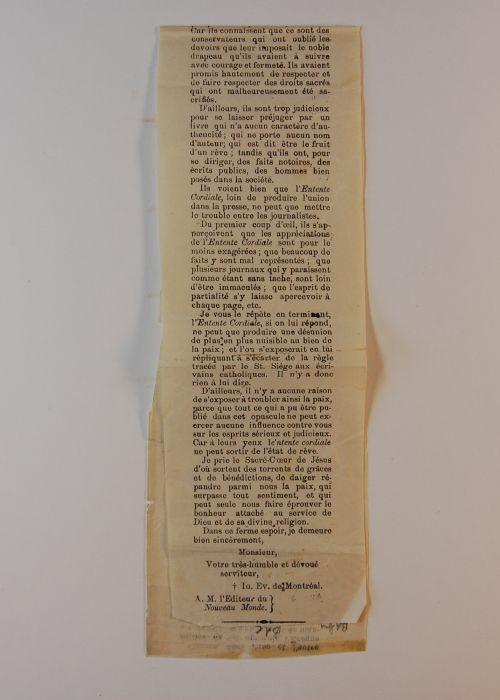 Car ils connaissent que ce sont des
conservateurs qui ont oublié les
devoirs que leur imposait le noble
drapeau qu'ils avaient à suivre
avec courage et fermeté. Ils avaient
promis hautement de respecter et
de faire respecter des droits sacrés
qui ont malheureusement été sa-
crifiés.
D'ailleurs, ils sont trop judicieux
pour se laisser préjuger par un
livre qui n'a aucun caractère d'au-
thencité ; qui ne porte aucun nom
d'auteur; qui est dit être le fruit
d'un rêve ; tandis qu'ils ont, pour
se diriger, des faits notoires, des
écrits publics, des hommes bien
posés dans la société.
Ils voient bien que l'Entente
Cordiale, loin de produire l'union
dans la presse, ne peut que mettre
le trouble entre les journalistes.
Du premier coup d'œil, ils s'ap-
perçoivent que les appréciations
de l'Entente Cordiale sont pour le
moins exagérées ; que beaucoup de
faits y sont mal représentés ; que
plusieurs journaux qui y paraissent
comme étant sans tache, sont loin
d'être immaculés ; que l'esprit de
partialité s'y laisse apercevoir à
chaque page, etc.
Je vous le répète en terminant,
l'Entente Cordiale, si on lui répond,
ne peut que produire une désunion
de plus en plus nuisible au bien de
la paix ; et l'on s'exposerait en lui
répliquant à s'écarter de la règle
tracée par le St. Siége aux écri-
vains catholiques. Il n'y a donc
rien à lui dire.
D'ailleurs, il n'y a aucune raison
de s'exposer à troubler ainsi la paix,
parce que tout ce qui a pu être pu-
blié dans cet opuscule ne peut ex-
ercer aucune influence contre vous
sur les esprits sérieux et judicieux.
Car à leurs yeux le'ntente cordiale
ne peut sortir de l'état de rêve.
Je prie le Sacré-Cœur de Jésus
d'où sortent des torrents de grâces
et de bénédictions, de daiger ré-
pandre parmi nous la paix, qui
surpasse tout sentiment, et qui
peut seule nous faire éprouver le
bonheur attaché au service de
Dieu et de sa divine religion.
Dans ce ferme espoir, je demeure
bien sincèrement,
Monsieur,
Votre très-humble et dévoué
serviteur,
† Ig. Ev. de Montréal.
A. M. l'Editeur du }
Nouveau Monde. }